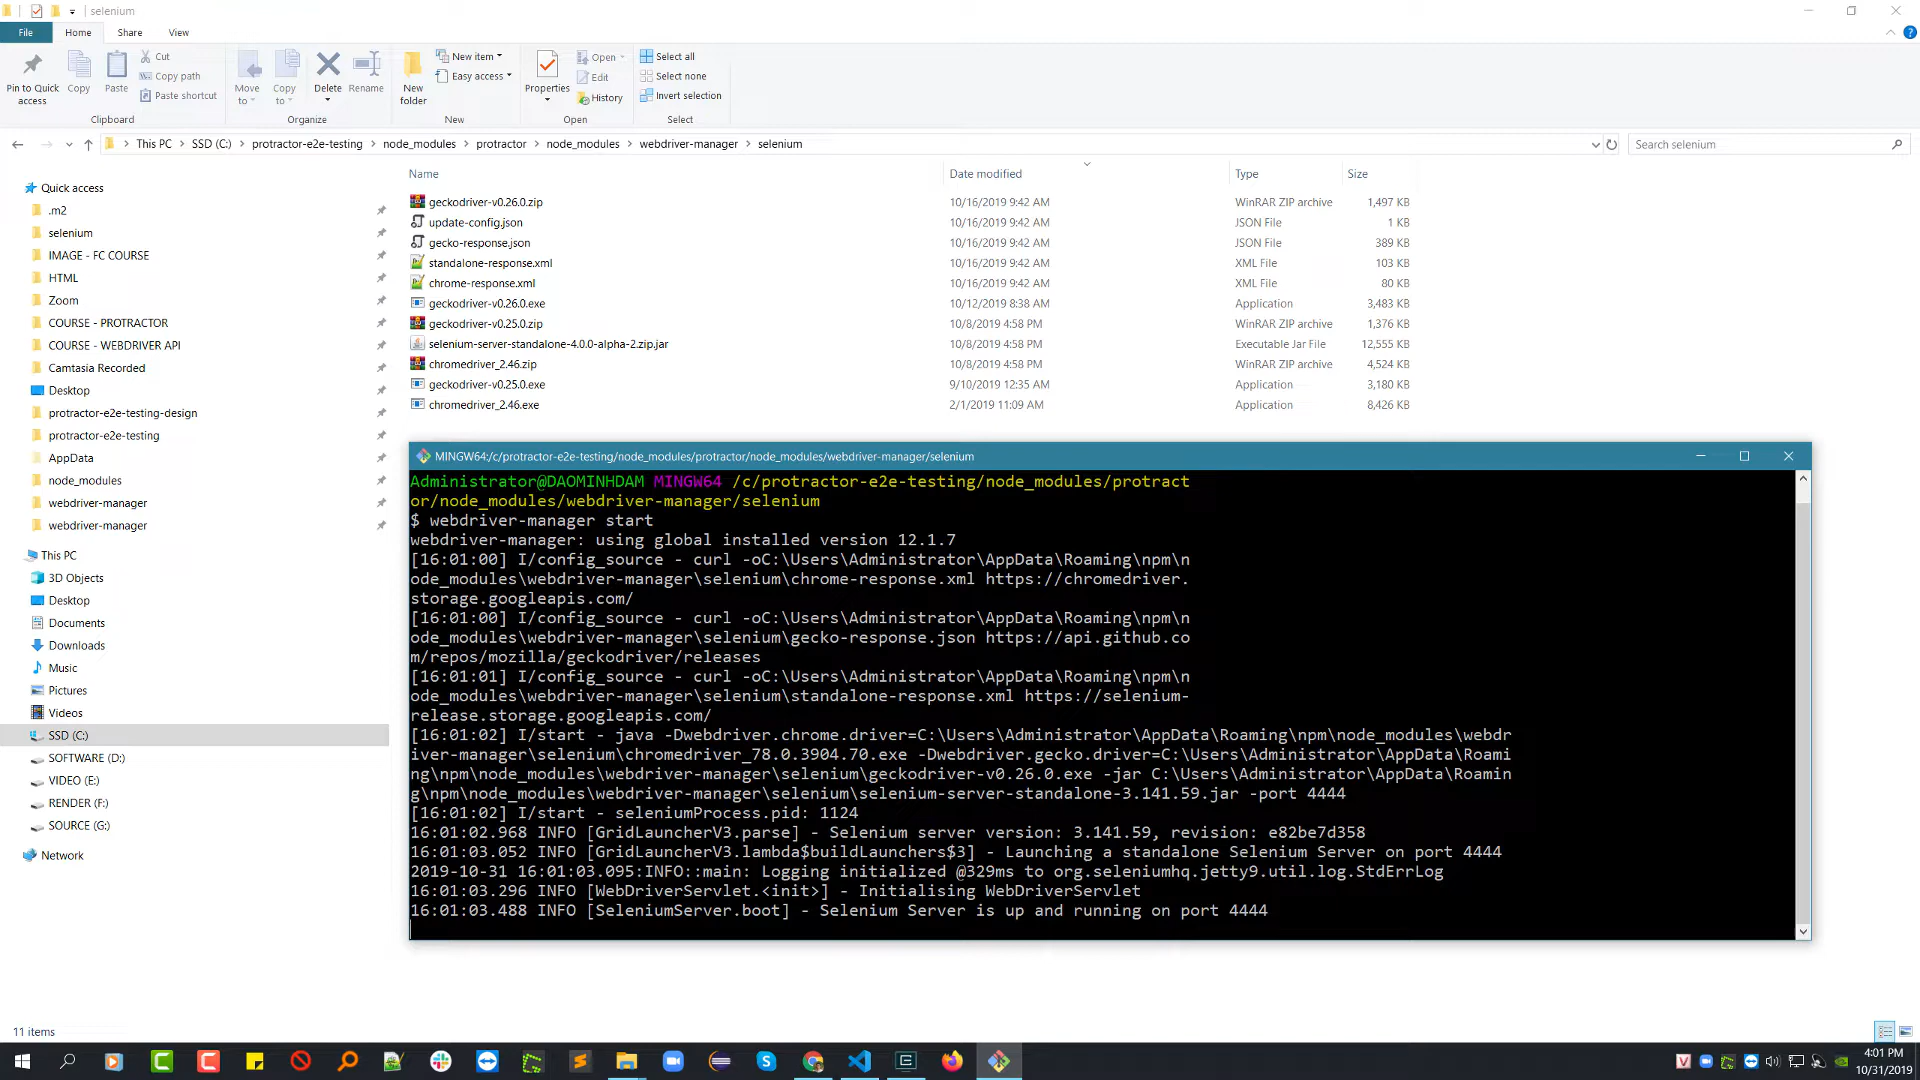 selenium
File Home Share View
Pin to Quick access
Copy
Paste
Cut
Copy path
Paste shortcut
Clipboard
Move to
Copy to
Delete
Rename
Organize
New folder
New item
Easy access
New
Properties
Open
Edit
History
Open
Select all
Select none
Invert selection
Select
This PC > SSD (C:) > protractor-e2e-testing > node_modules > protractor > node_modules > webdriver-manager > selenium
Search selenium
Name Date modified Type Size
geckodriver-v0.26.0.zip 10/16/2019 9:42 AM WinRAR ZIP archive 1,497 KB
update-config.json 10/16/2019 9:42 AM JSON File 1 KB
gecko-response.json 10/16/2019 9:42 AM JSON File 389 KB
standalone-response.xml 10/16/2019 9:42 AM XML File 103 KB
chrome-response.xml 10/16/2019 9:42 AM XML File 80 KB
geckodriver-v0.26.0.exe 10/12/2019 8:38 AM Application 3,483 KB
geckodriver-v0.25.0.zip 10/8/2019 4:58 PM WinRAR ZIP archive 1,376 KB
selenium-server-standalone-4.0.0-alpha-2.zip.jar 10/8/2019 4:58 PM Executable Jar File 12,555 KB
chromedriver_2.46.zip 10/8/2019 4:58 PM WinRAR ZIP archive 4,524 KB
geckodriver-v0.25.0.exe 9/10/2019 12:35 AM Application 3,180 KB
chromedriver_2.46.exe 2/1/2019 11:09 AM Application 8,426 KB
Quick access
.m2
selenium
IMAGE - FC COURSE
HTML
Zoom
COURSE - PROTRACTOR
COURSE - WEBDRIVER API
Camtasia Recorded
Desktop
protractor-e2e-testing-design
protractor-e2e-testing
AppData
node_modules
webdriver-manager
webdriver-manager
This PC
3D Objects
Desktop
Documents
Downloads
Music
Pictures
Videos
SSD (C:)
SOFTWARE (D:)
VIDEO (E:)
RENDER (F:)
SOURCE (G:)
Network
MINGW64:/c/protractor-e2e-testing/node_modules/protractor/node_modules/webdriver-manager/selenium
Administrator@DAOMINHDAM MINGW64 /c/protractor-e2e-testing/node_modules/protract
or/node_modules/webdriver-manager/selenium
$ webdriver-manager start
webdriver-manager: using global installed version 12.1.7
[16:01:00] I/config_source - curl -oC:\Users\Administrator\AppData\Roaming\npm\n
ode_modules\webdriver-manager\selenium\chrome-response.xml https://chromedriver.
storage.googleapis.com/
[16:01:00] I/config_source - curl -oC:\Users\Administrator\AppData\Roaming\npm\n
ode_modules\webdriver-manager\selenium\gecko-response.json https://api.github.co
m/repos/mozilla/geckodriver/releases
[16:01:01] I/config_source - curl -oC:\Users\Administrator\AppData\Roaming\npm\n
ode_modules\webdriver-manager\selenium\standalone-response.xml https://selenium-
release.storage.googleapis.com/
[16:01:02] I/start - java -Dwebdriver.chrome.driver=C:\Users\Administrator\AppData\Roaming\npm\node_modules\webdr
iver-manager\selenium\chromedriver_78.0.3904.70.exe -Dwebdriver.gecko.driver=C:\Users\Administrator\AppData\Roami
ng\npm\node_modules\webdriver-manager\selenium\geckodriver-v0.26.0.exe -jar C:\Users\Administrator\AppData\Roamin
g\npm\node_modules\webdriver-manager\selenium\selenium-server-standalone-3.141.59.jar -port 4444
[16:01:02] I/start - seleniumProcess.pid: 1124
16:01:02.968 INFO [GridLauncherV3.parse] - Selenium server version: 3.141.59, revision: e82be7d358
16:01:03.052 INFO [GridLauncherV3.lambda$buildLaunchers$3] - Launching a standalone Selenium Server on port 4444
2019-10-31 16:01:03.095:INFO::main: Logging initialized @329ms to org.seleniumhq.jetty9.util.log.StdErrLog
16:01:03.296 INFO [WebDriverServlet.<init>] - Initialising WebDriverServlet
16:01:03.488 INFO [SeleniumServer.boot] - Selenium Server is up and running on port 4444
11 items
4:01 PM
10/31/2019